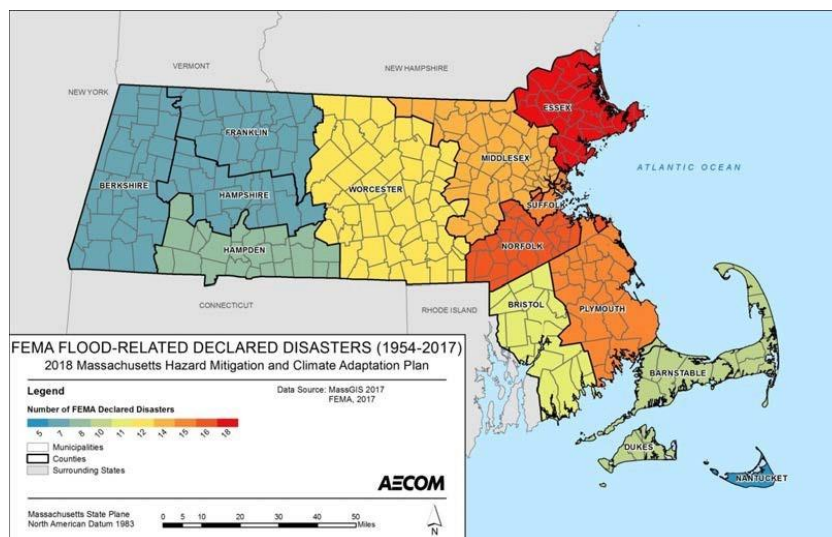 VERMONT
NEW HAMPSHIRE
NEW YORK
ESSEX
FRANKLIN
MIDDLESEX
ATLANTIC OCEAN
BERKSHIRE
HAMPSHIRE
WORCESTER
SUFFOLK
HAMPDEN
NORFOLK
CONNECTICUT
RHODE ISLAND
BRISTOL
PLYMOUTH
BARNSTABLE
DUKES
NANTUCKET
FEMA FLOOD-RELATED DECLARED DISASTERS (1954-2017)
2018 Massachusetts Hazard Mitigation and Climate Adaptation Plan
Legend
Data Source: MassGIS 2017
FEMA, 2017
Number of FEMA Declared Disasters
5 7 8 10 11 12 14 15 16 18
Municipalities
Counties
Surrounding States
AECOM
Massachusetts State Plane
North American Datum 1983
0 5 10 20 30 40 50
Miles
N